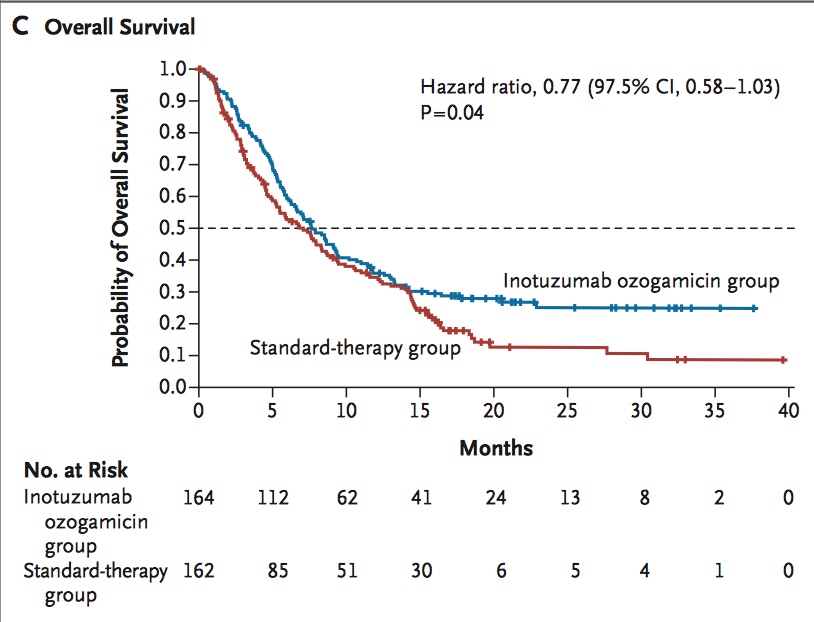 C Overall Survival
Hazard ratio, 0.77 (97.5% CI, 0.58–1.03)
P=0.04
Probability of Overall Survival
1.0
0.9
0.8
0.7
0.6
0.5
0.4
0.3
0.2
0.1
0.0
Inotuzumab ozogamicin group
Standard-therapy group
0 5 10 15 20 25 30 35 40
Months
No. at Risk
Inotuzumab 164 112 62 41 24 13 8 2 0
ozogamicin
group
Standard-therapy 162 85 51 30 6 5 4 1 0
group